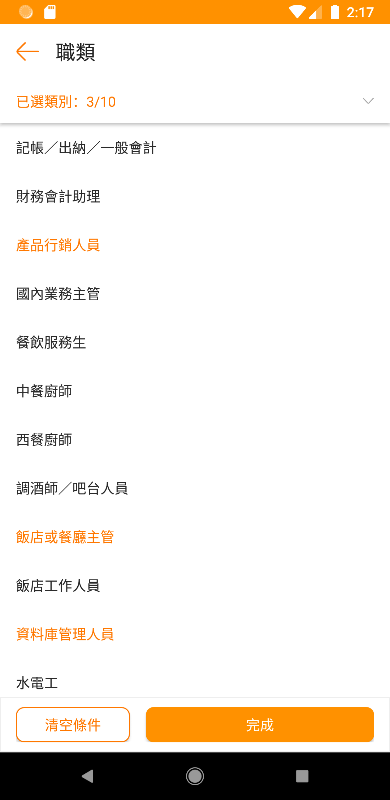 2:17
職類
已選類別：3/10
記帳／出納／一般會計
財務會計助理
產品行銷人員
國內業務主管
餐飲服務生
中餐廚師
西餐廚師
調酒師／吧台人員
飯店或餐廳主管
飯店工作人員
資料庫管理人員
水電工
清空條件
完成